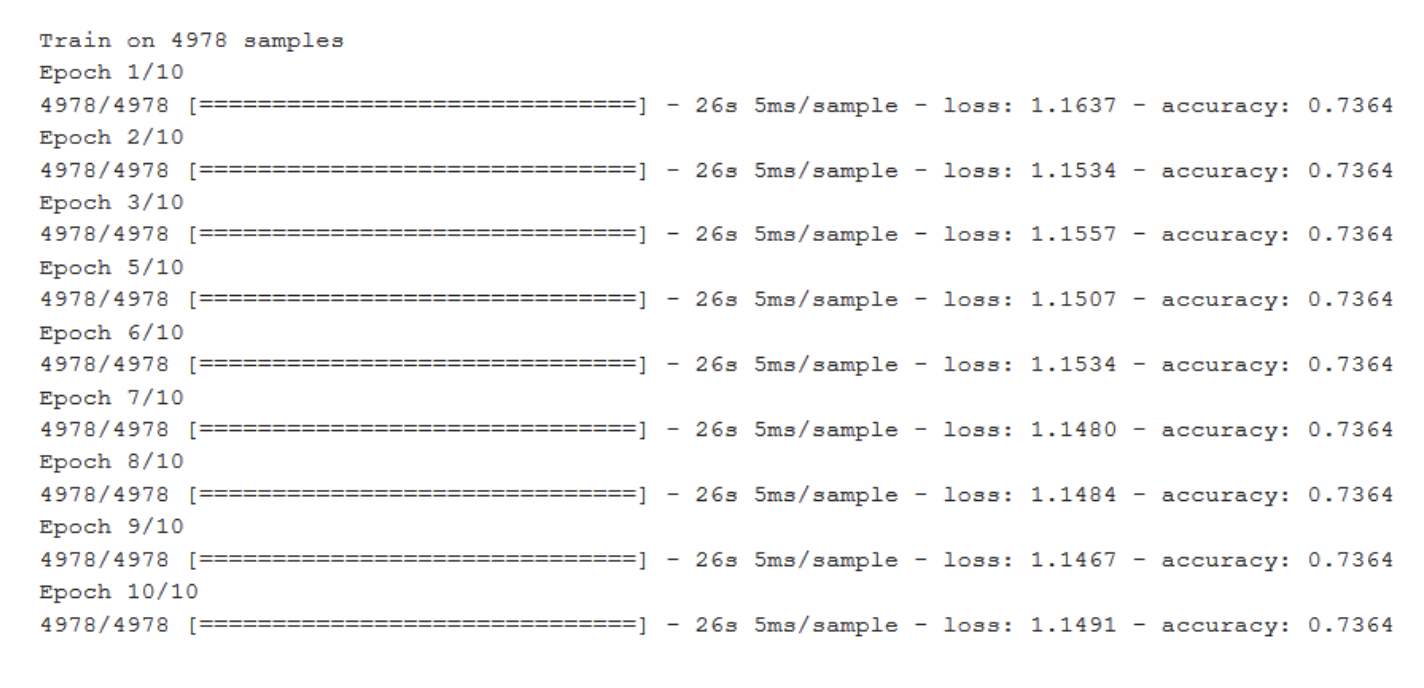 Train on 4978 samples
Epoch 1/10
4978/4978 [==============================] - 26s 5ms/sample - loss: 1.1637 - accuracy: 0.7364
Epoch 2/10
4978/4978 [==============================] - 26s 5ms/sample - loss: 1.1534 - accuracy: 0.7364
Epoch 3/10
4978/4978 [==============================] - 26s 5ms/sample - loss: 1.1557 - accuracy: 0.7364
Epoch 5/10
4978/4978 [==============================] - 26s 5ms/sample - loss: 1.1507 - accuracy: 0.7364
Epoch 6/10
4978/4978 [==============================] - 26s 5ms/sample - loss: 1.1534 - accuracy: 0.7364
Epoch 7/10
4978/4978 [==============================] - 26s 5ms/sample - loss: 1.1480 - accuracy: 0.7364
Epoch 8/10
4978/4978 [==============================] - 26s 5ms/sample - loss: 1.1484 - accuracy: 0.7364
Epoch 9/10
4978/4978 [==============================] - 26s 5ms/sample - loss: 1.1467 - accuracy: 0.7364
Epoch 10/10
4978/4978 [==============================] - 26s 5ms/sample - loss: 1.1491 - accuracy: 0.7364